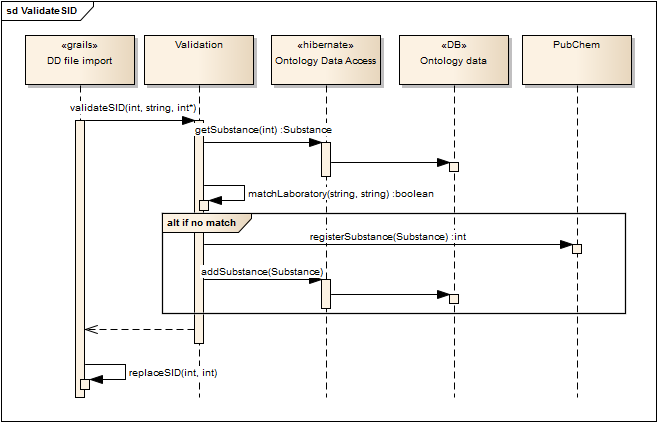 sd ValidateSID
«grails»
DD file import
Validation
«hibernate»
Ontology Data Access
«DB»
Ontology data
PubChem
validateSID(int, string, int*)
getSubstance(int) :Substance
matchLaboratory(string, string) :boolean
alt if no match
registerSubstance(Substance) :int
addSubstance(Substance)
replaceSID(int, int)